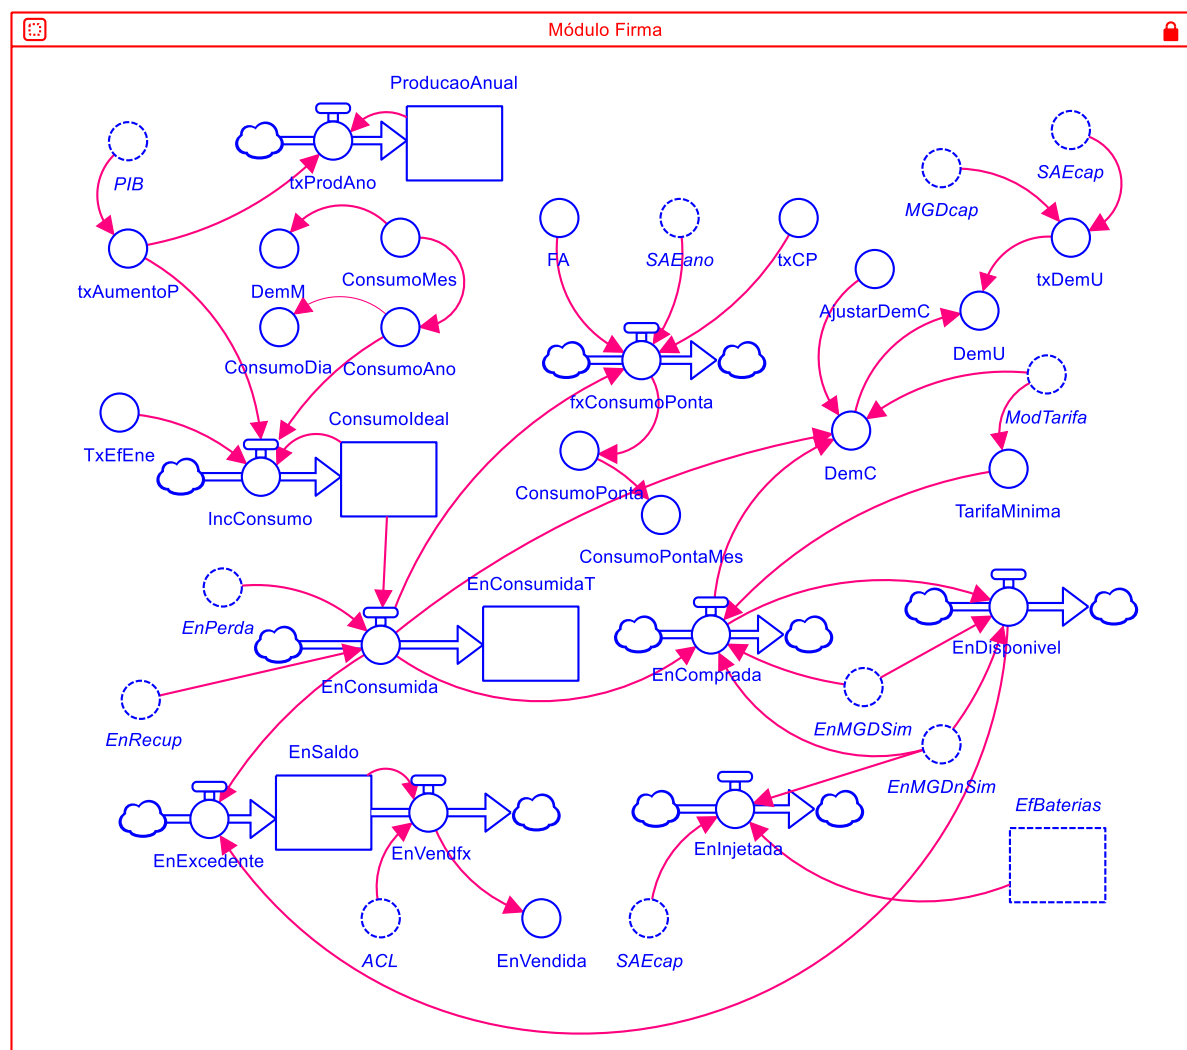 Módulo Firma
ProducaoAnual
PIB
txProdAno
SAEcap
MGDcap
FA
SAEano
txCP
ConsumoMes
txAumentoP
DemM
txDemU
AjustarDemC
DemU
ConsumoDia
ConsumoAno
fxConsumoPonta
ModTarifa
ConsumoIdeal
TxEfEne
DemC
ConsumoPonta
IncConsumo
TarifaMinima
ConsumoPontaMes
EnConsumidaT
EnPerda
EnDisponivel
EnComprada
EnConsumida
EnRecup
EnMGDSim
EnSaldo
EnMGDnSim
EfBaterias
EnExcedente
EnVendfx
EnInjetada
ACL
EnVendida
SAEcap